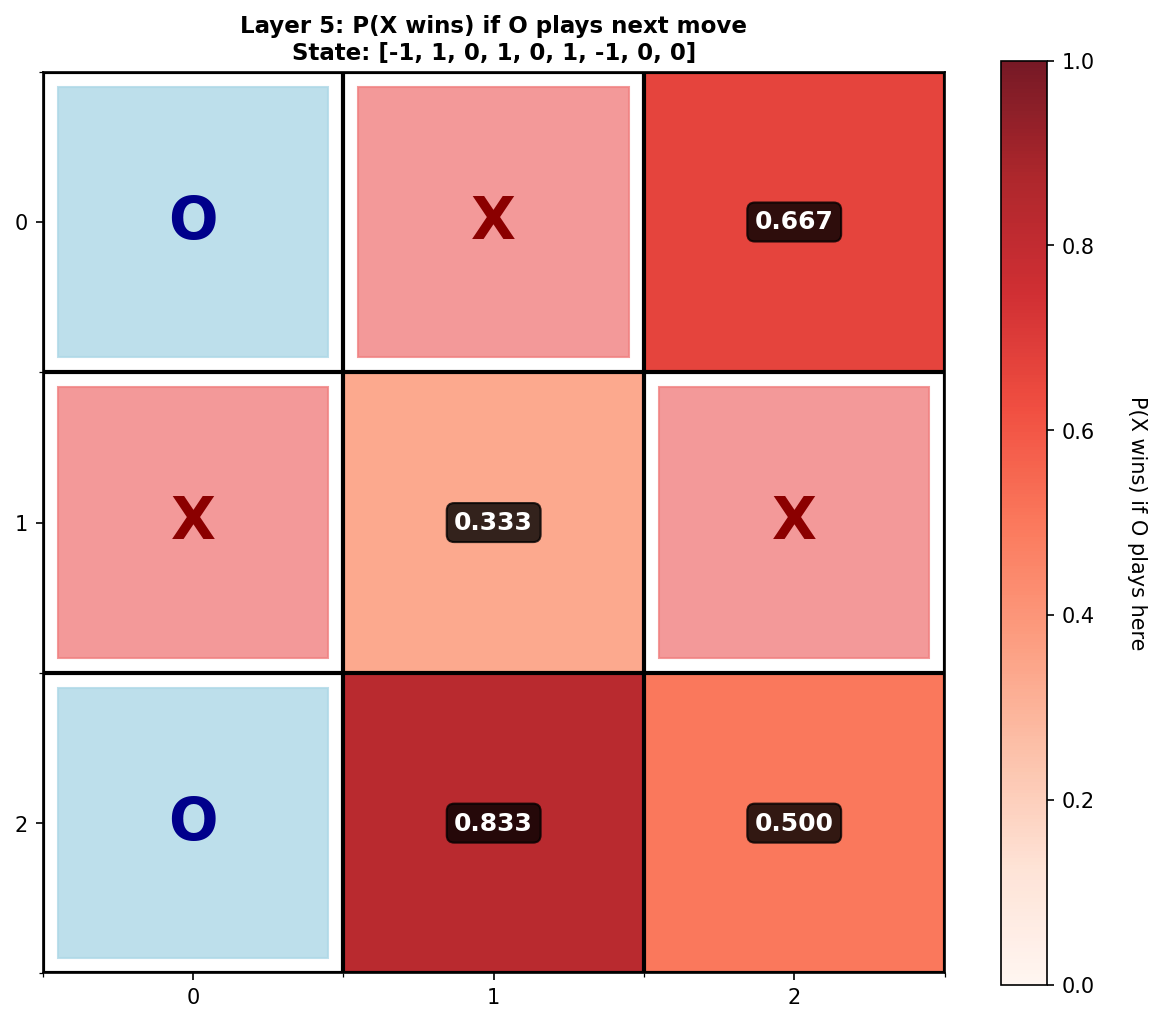 Layer 5: P(X wins) if O plays next move
State: [-1, 1, 0, 1, 0, 1, -1, 0, 0]
0
O
X
0.667
1
X
0.333
X
2
O
0.833
0.500
0
1
2
1.0
0.8
0.6
0.4
0.2
0.0
P(X wins) if O plays here